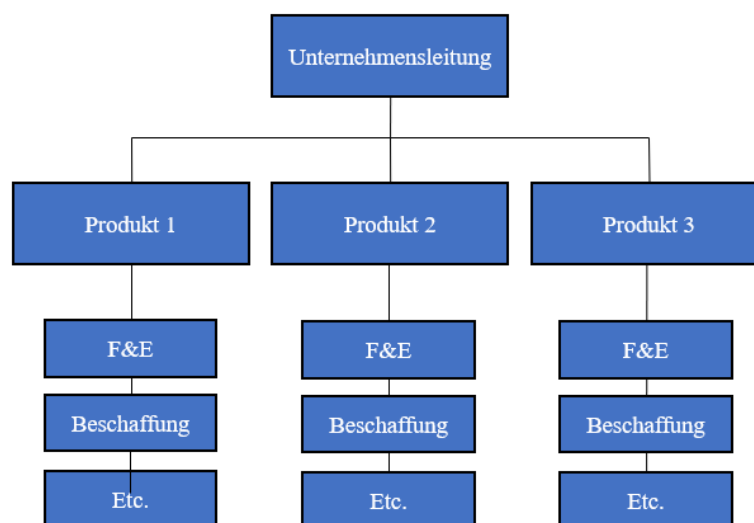 Unternehmensleitung
Produkt 1
Produkt 2
Produkt 3
F&E
F&E
F&E
Beschaffung
Beschaffung
Beschaffung
Etc.
Etc.
Etc.